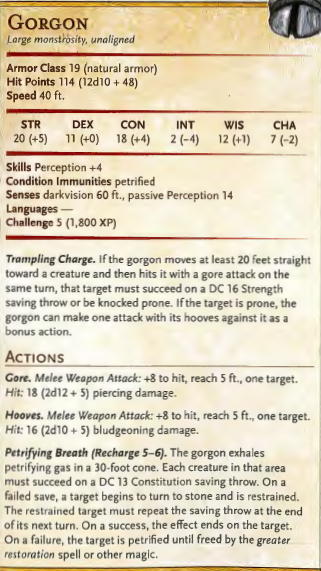 GORGON
Large monstrosity, unaligned
Armor Class 19 (natural armor)
Hit Points 114 (12d10 + 48)
Speed 40 ft.
STR DEX CON INT WIS CHA
20 (+5) 11 (+0) 18 (+4) 2 (−4) 12 (+1) 7 (−2)
Skills Perception +4
Condition Immunities petrified
Senses darkvision 60 ft., passive Perception 14
Languages —
Challenge 5 (1,800 XP)
Trampling Charge. If the gorgon moves at least 20 feet straight
toward a creature and then hits it with a gore attack on the
same turn, that target must succeed on a DC 16 Strength
saving throw or be knocked prone. If the target is prone, the
gorgon can make one attack with its hooves against it as a
bonus action.
ACTIONS
Gore. Melee Weapon Attack: +8 to hit, reach 5 ft., one target.
Hit: 18 (2d12 + 5) piercing damage.
Hooves. Melee Weapon Attack: +8 to hit, reach 5 ft., one target.
Hit: 16 (2d10 + 5) bludgeoning damage.
Petrifying Breath (Recharge 5–6). The gorgon exhales
petrifying gas in a 30-foot cone. Each creature in that area
must succeed on a DC 13 Constitution saving throw. On a
failed save, a target begins to turn to stone and is restrained.
The restrained target must repeat the saving throw at the end
of its next turn. On a success, the effect ends on the target.
On a failure, the target is petrified until freed by the greater
restoration spell or other magic.